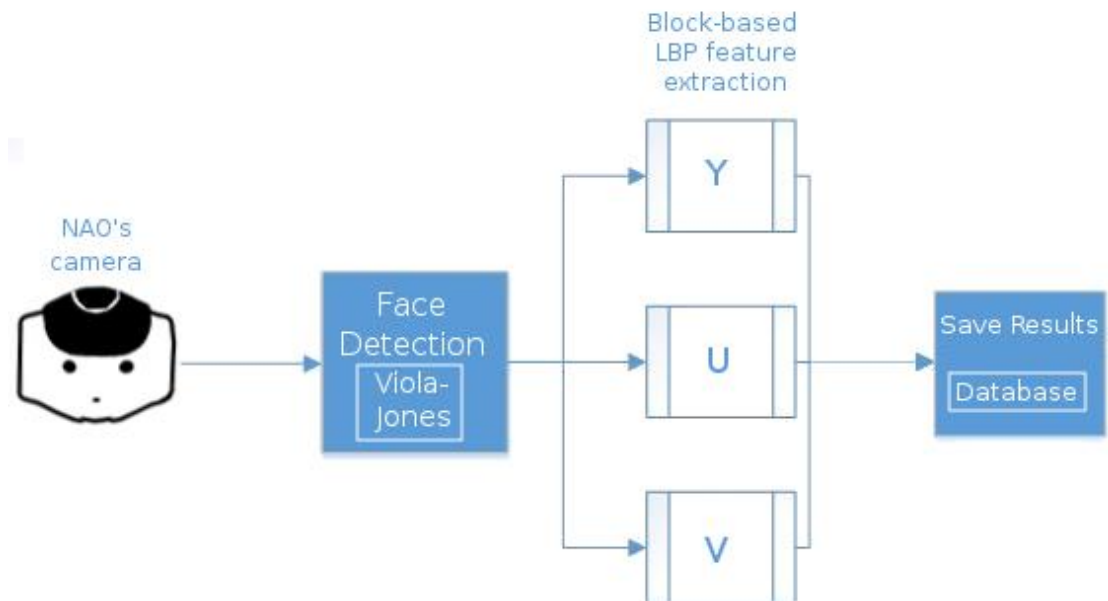 Block-based
LBP feature
extraction
NAO's
camera
Face
Detection
Viola-
Jones
Y
U
V
Save Results
Database